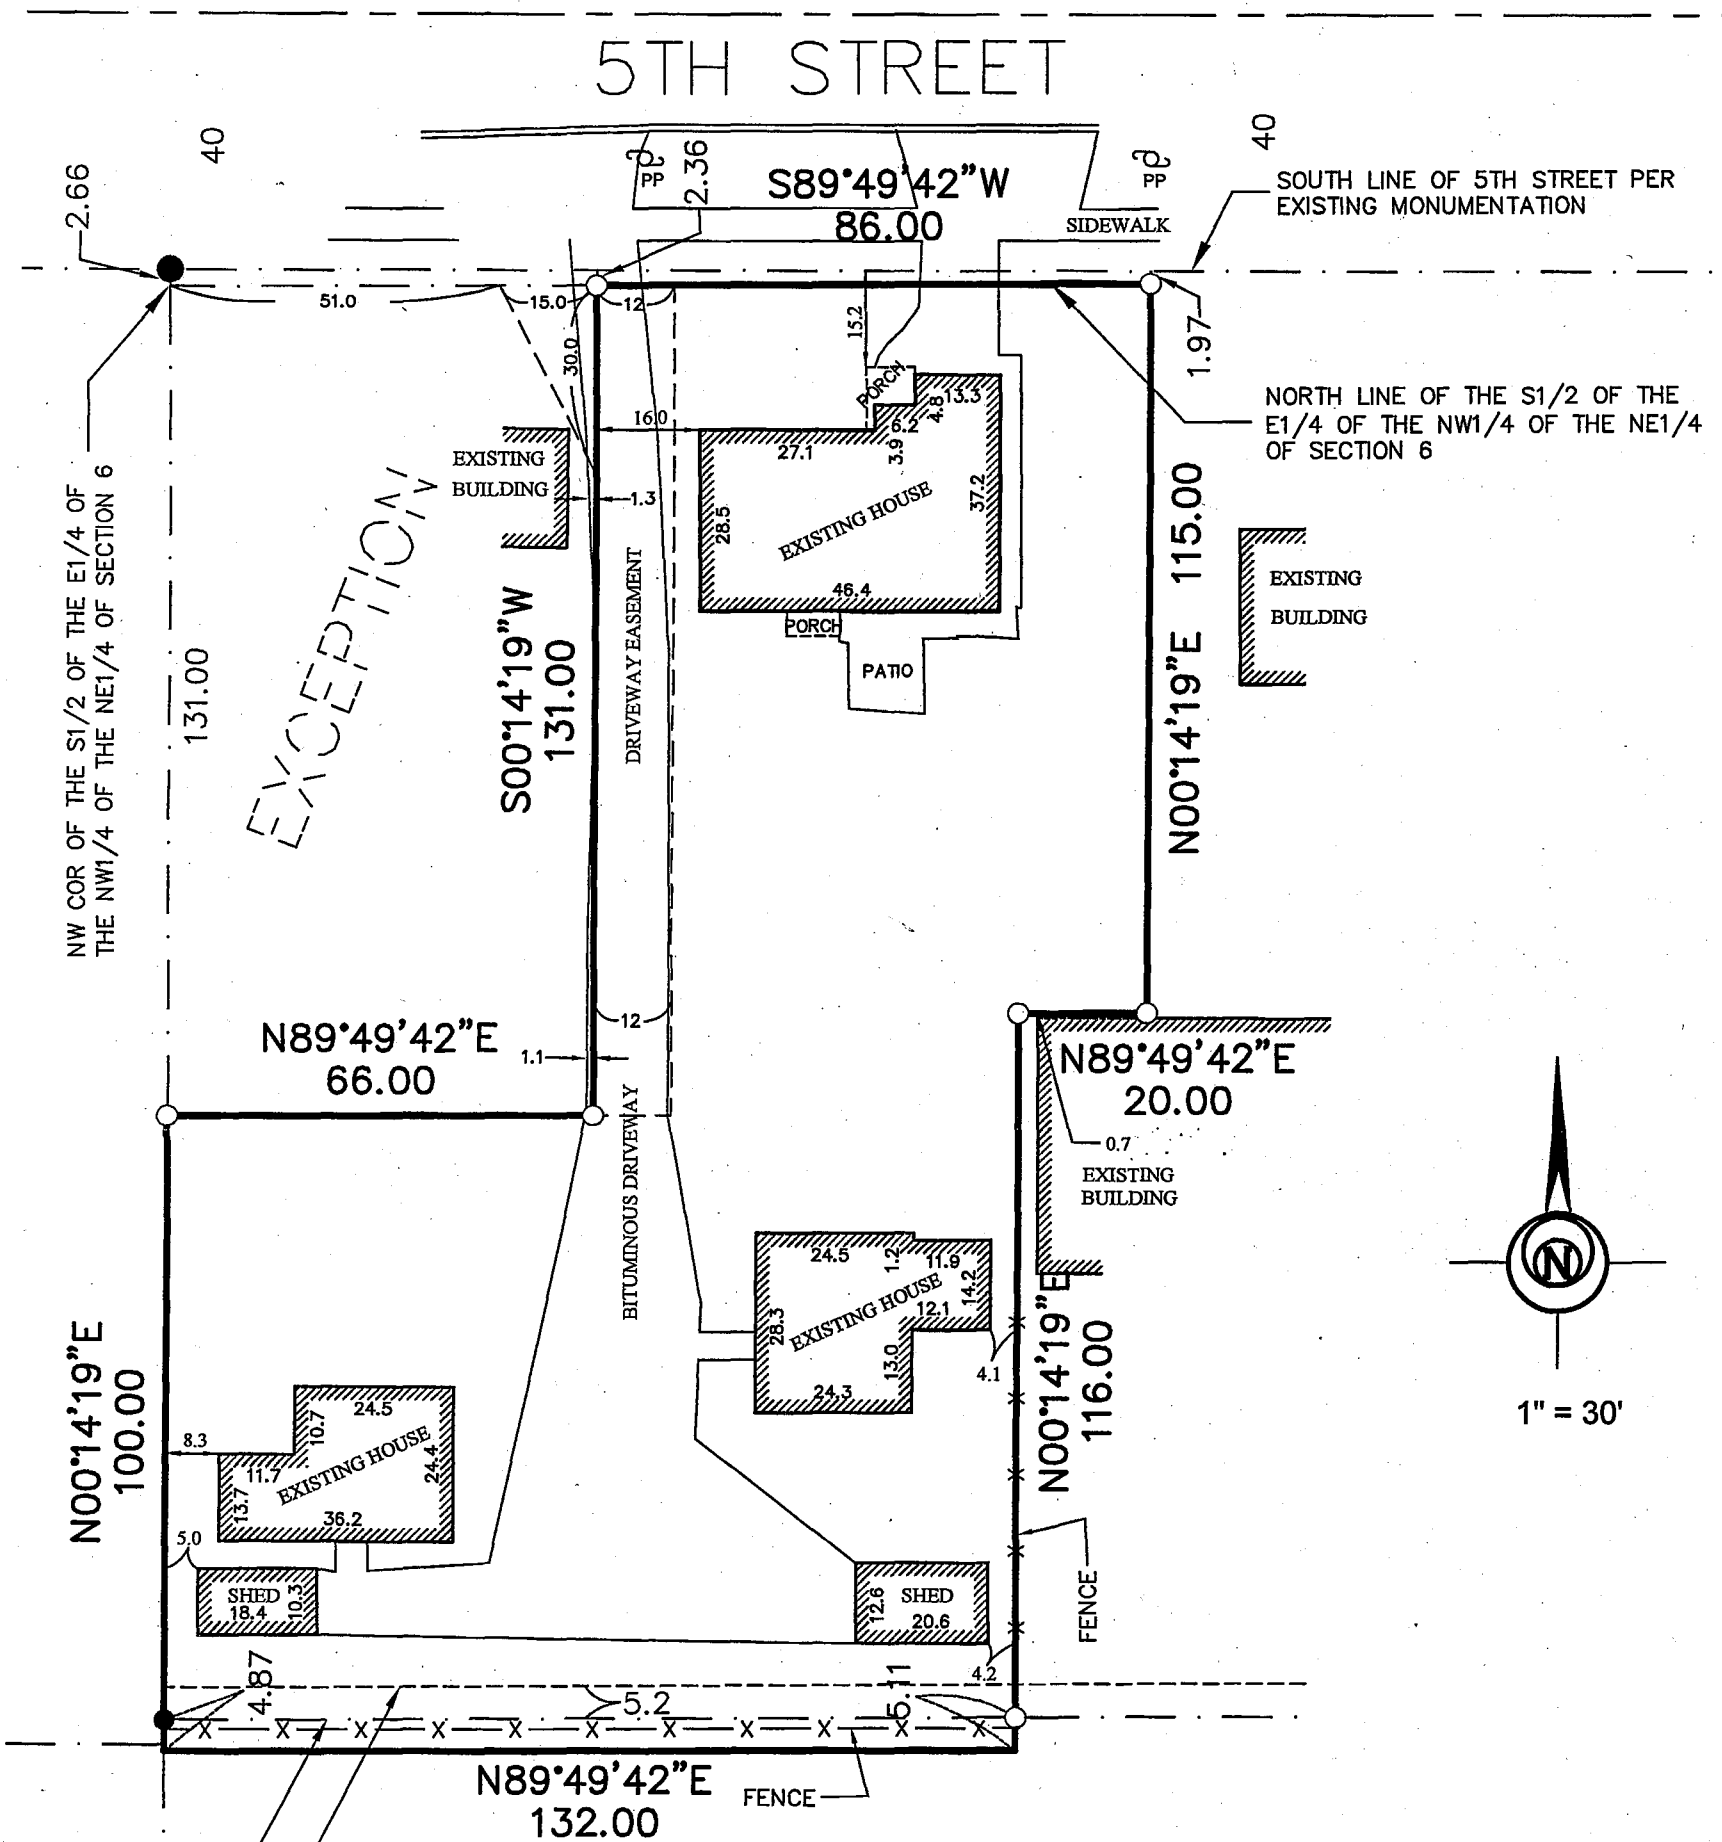 5TH STREET
40
40
2.66
2.36
PP
PP
S89°49'42"W
86.00
SIDEWALK
SOUTH LINE OF 5TH STREET PER
EXISTING MONUMENTATION
51.0
15.0
12
30.0
15.2
1.97
NORTH LINE OF THE S1/2 OF THE
E1/4 OF THE NW1/4 OF THE NE1/4
OF SECTION 6
NW COR OF THE S1/2 OF THE E1/4 OF
THE NW1/4 OF THE NE1/4 OF SECTION 6
131.00
EXCEPTION
EXISTING
BUILDING
1.3
16.0
PORCH
13.3
4.8
6.2
3.9
27.1
28.5
37.2
EXISTING HOUSE
46.4
PORCH
PATIO
S00°14'19"W
131.00
DRIVEWAY EASEMENT
N00°14'19"E 115.00
EXISTING
BUILDING
N89°49'42"E
66.00
1.1
12
N89°49'42"E
20.00
0.7
EXISTING
BUILDING
BITUMINOUS DRIVEWAY
24.5
1.2
11.9
14.2
12.1
28.3
EXISTING HOUSE
13.0
24.3
4.1
N00°14'19"E
116.00
N
1" = 30'
N00°14'19"E
100.00
8.3
24.5
10.7
11.7
13.7
EXISTING HOUSE
24.4
36.2
5.0
SHED
18.4
10.3
12.6
SHED
20.6
4.2
FENCE
4.87
5.2
5.11
X X X X X X X X X X X
N89°49'42"E
132.00
FENCE